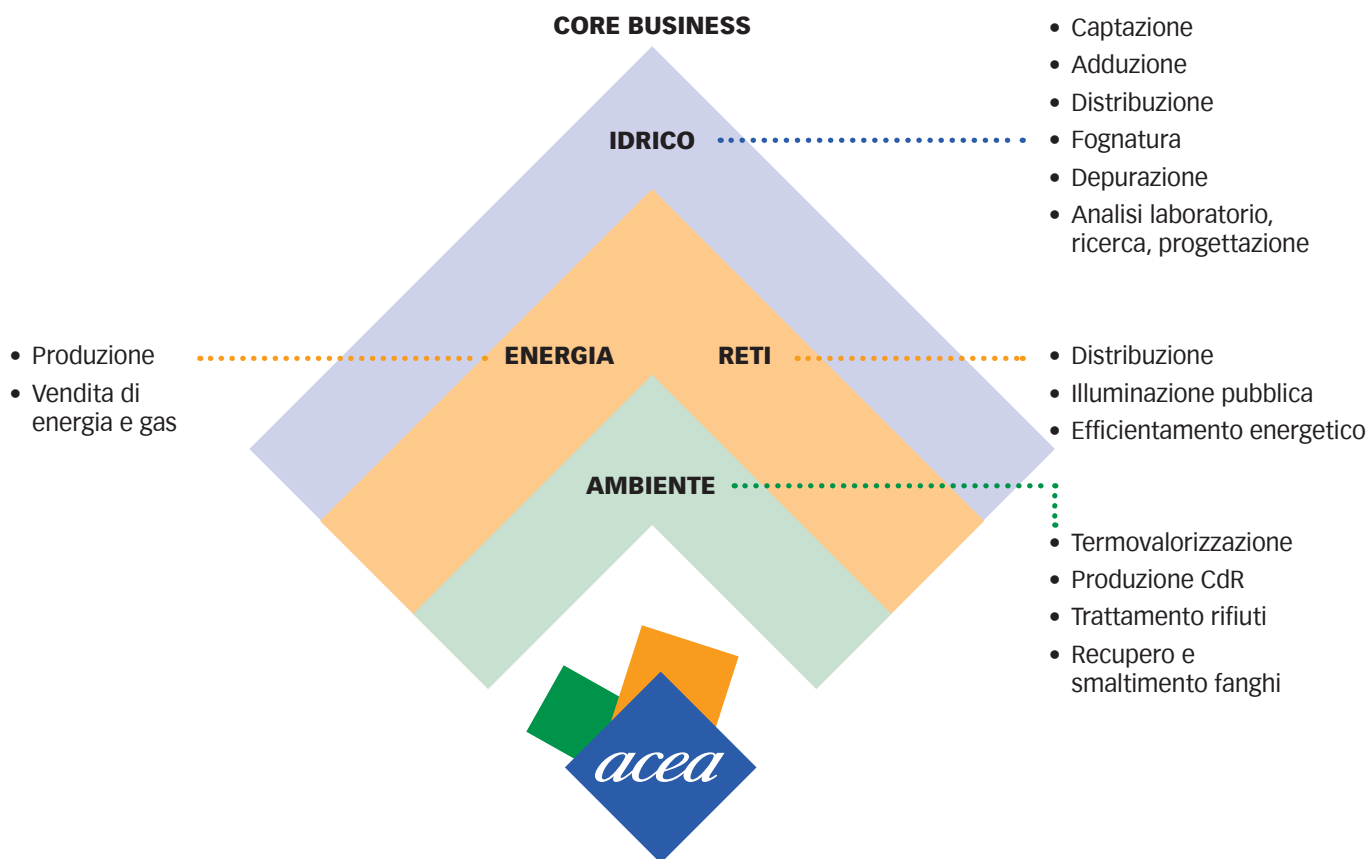 CORE BUSINESS
IDRICO
• Captazione
• Adduzione
• Distribuzione
• Fognatura
• Depurazione
• Analisi laboratorio,
ricerca, progettazione
• Produzione
• Vendita di
energia e gas
ENERGIA
RETI
• Distribuzione
• Illuminazione pubblica
• Efficientamento energetico
AMBIENTE
• Termovalorizzazione
• Produzione CdR
• Trattamento rifiuti
• Recupero e
smaltimento fanghi
acea